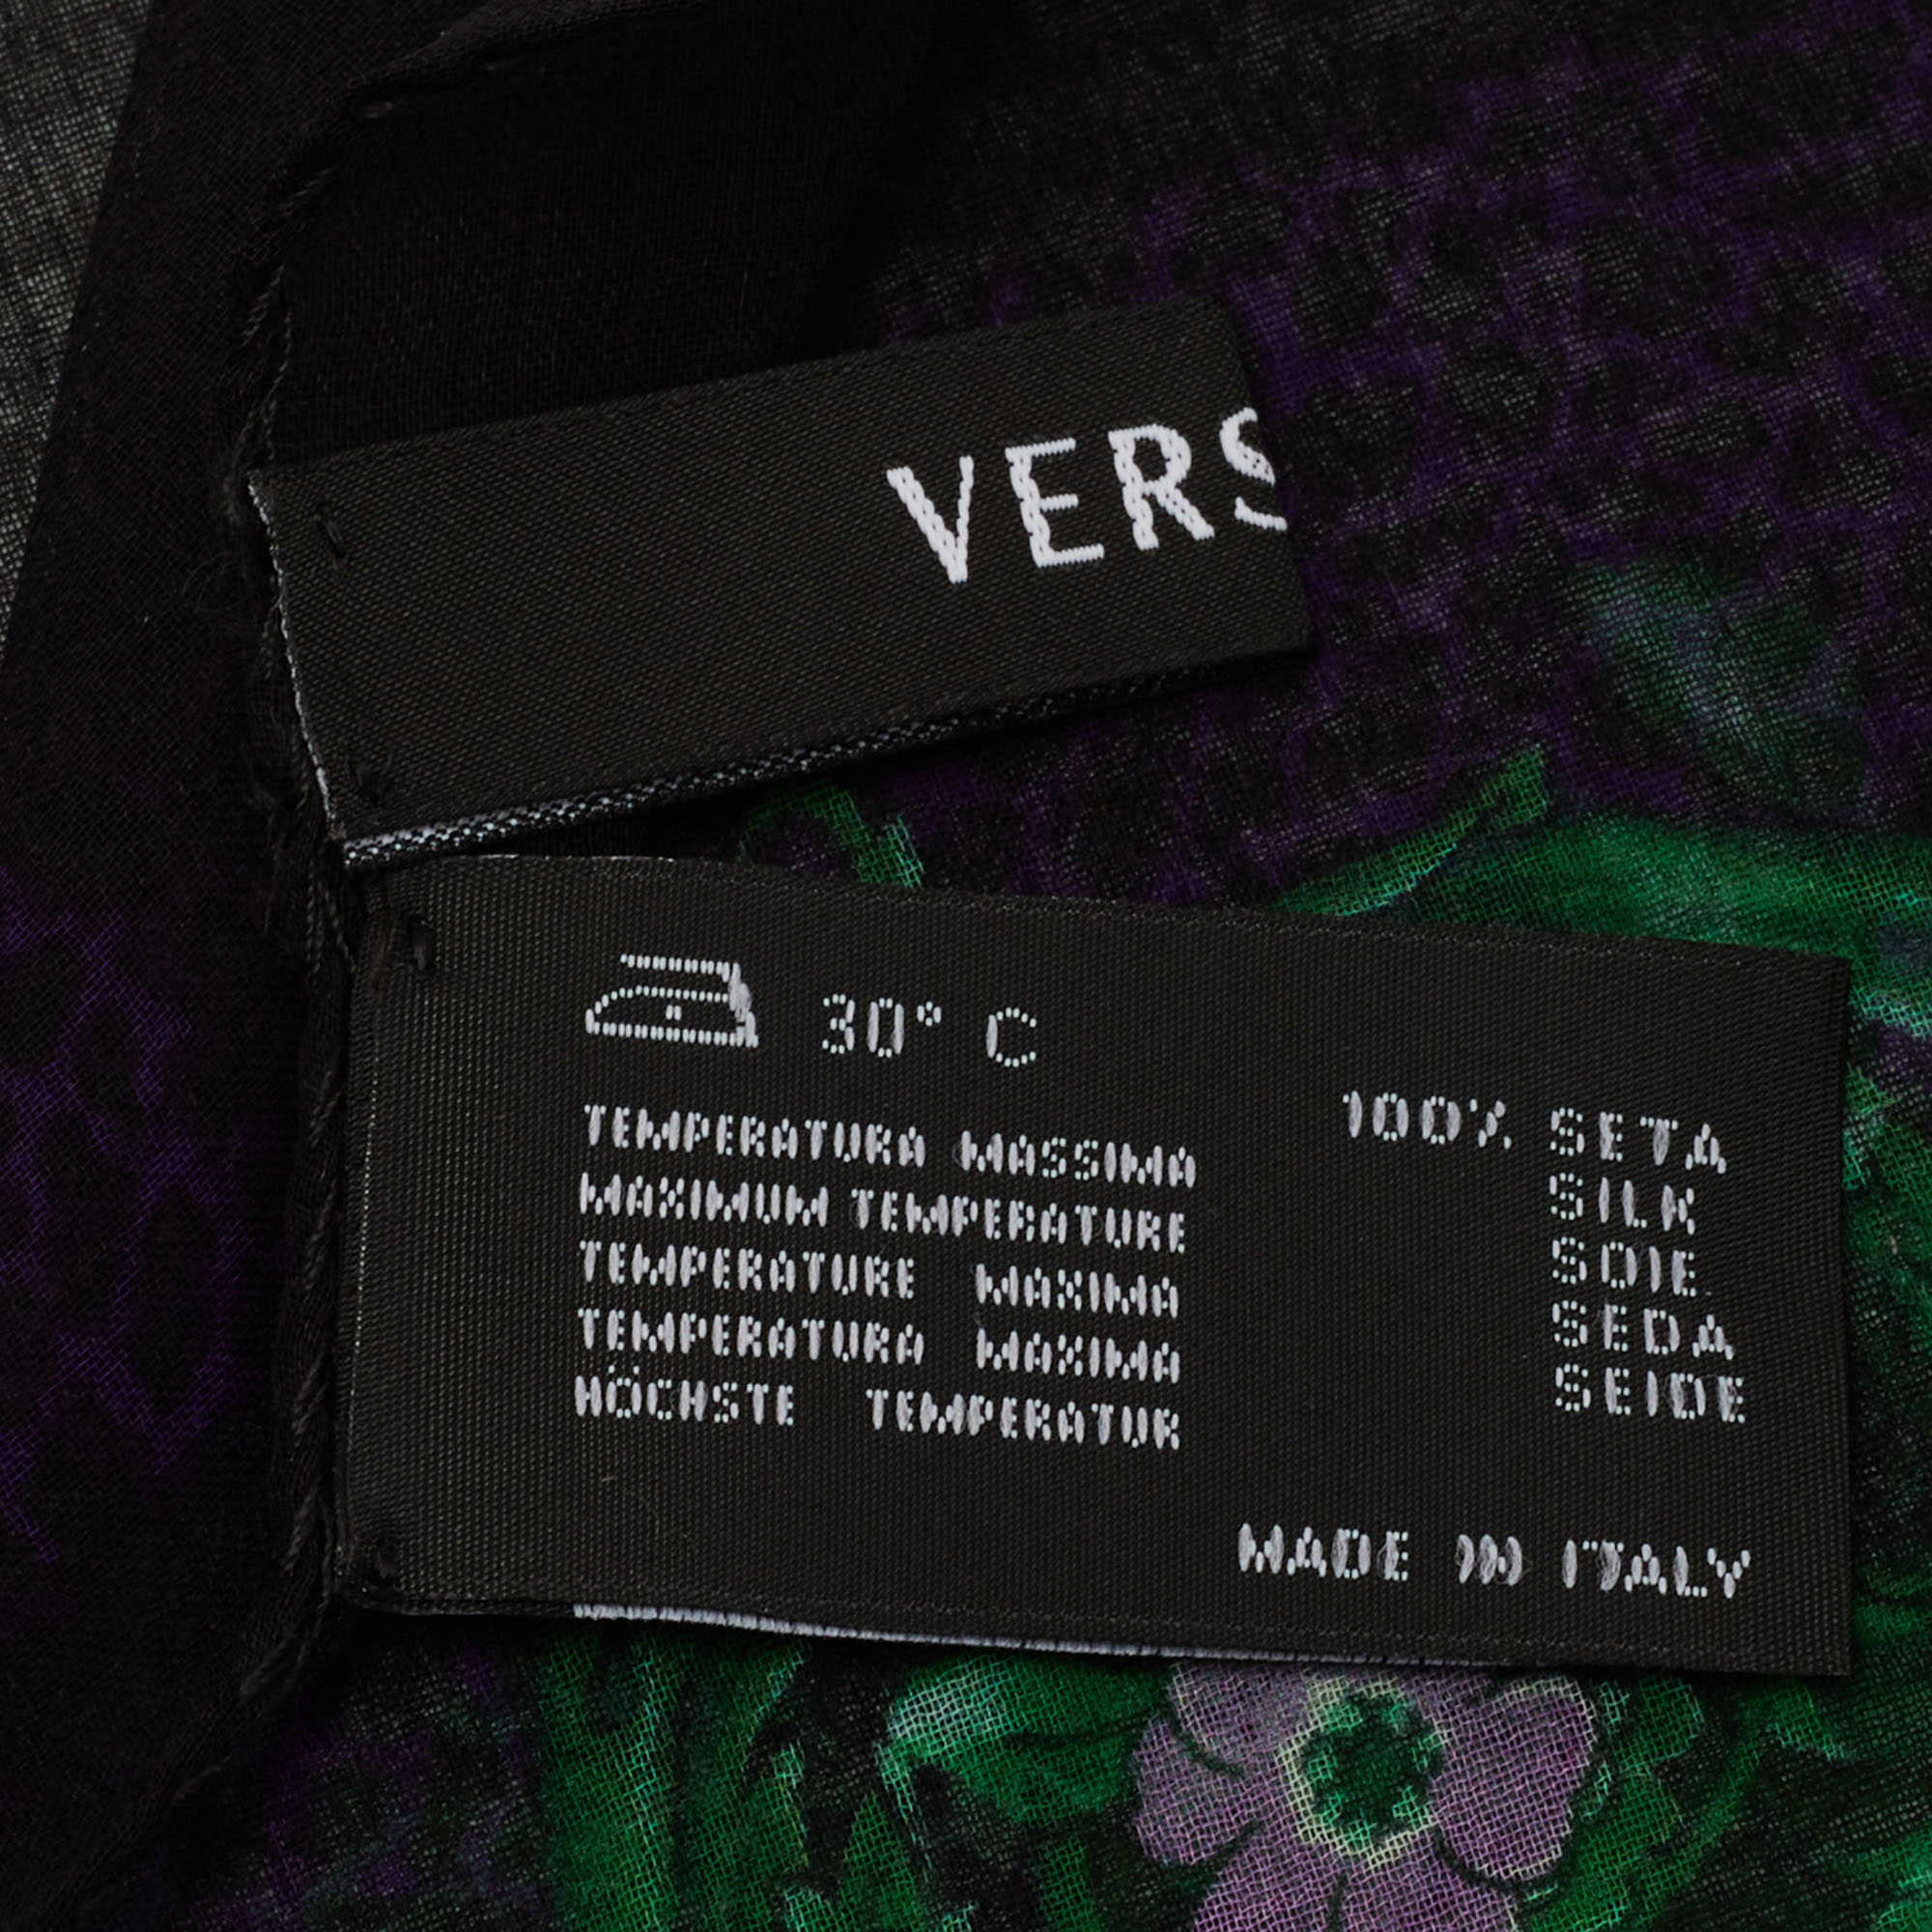 VERS
30° C
TEMPERATURA MASSIMA
MAXIMUM TEMPERATURE
TEMPERATURE MAXIMA
TEMPERATURA MAXIMA
HÖCHSTE TEMPERATUR
100% SETA
SILK
SOIE
SEDA
SEIDE
MADE IN ITALY